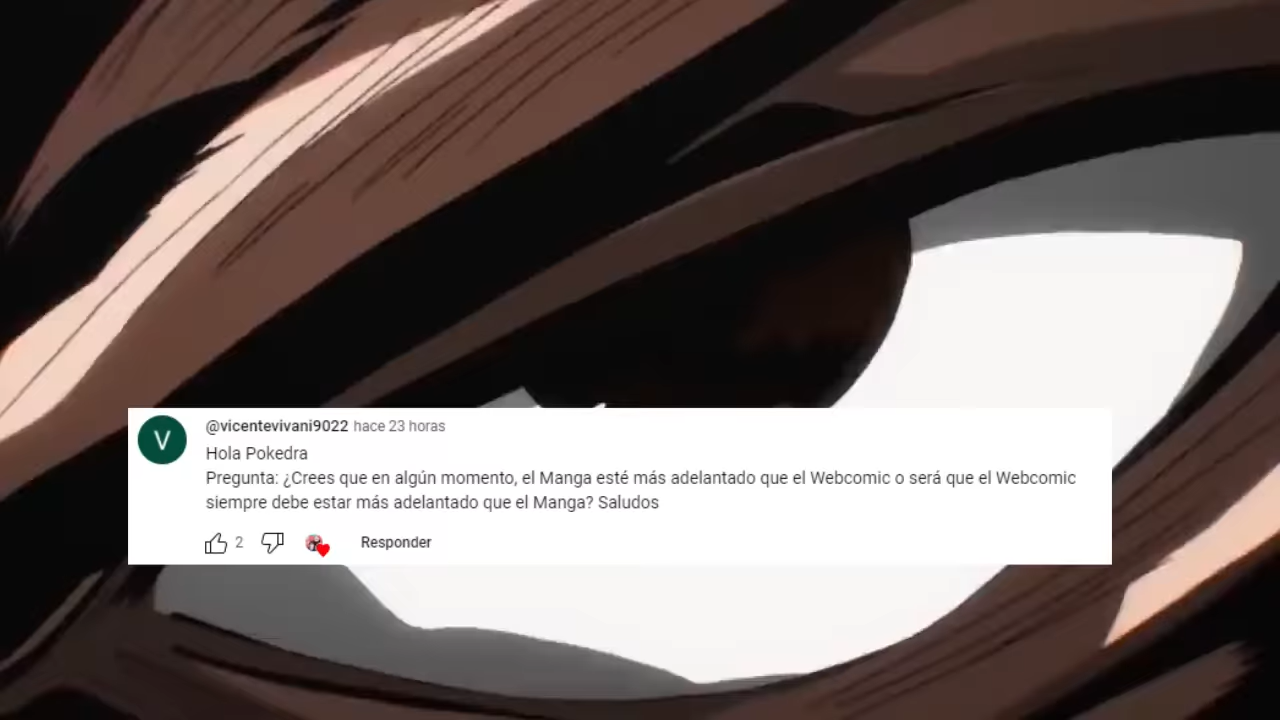 V
@vicentevivani9022 hace 23 horas
Hola Pokedra
Pregunta: ¿Crees que en algún momento, el Manga esté más adelantado que el Webcomic o será que el Webcomic
siempre debe estar más adelantado que el Manga? Saludos
2
Responder